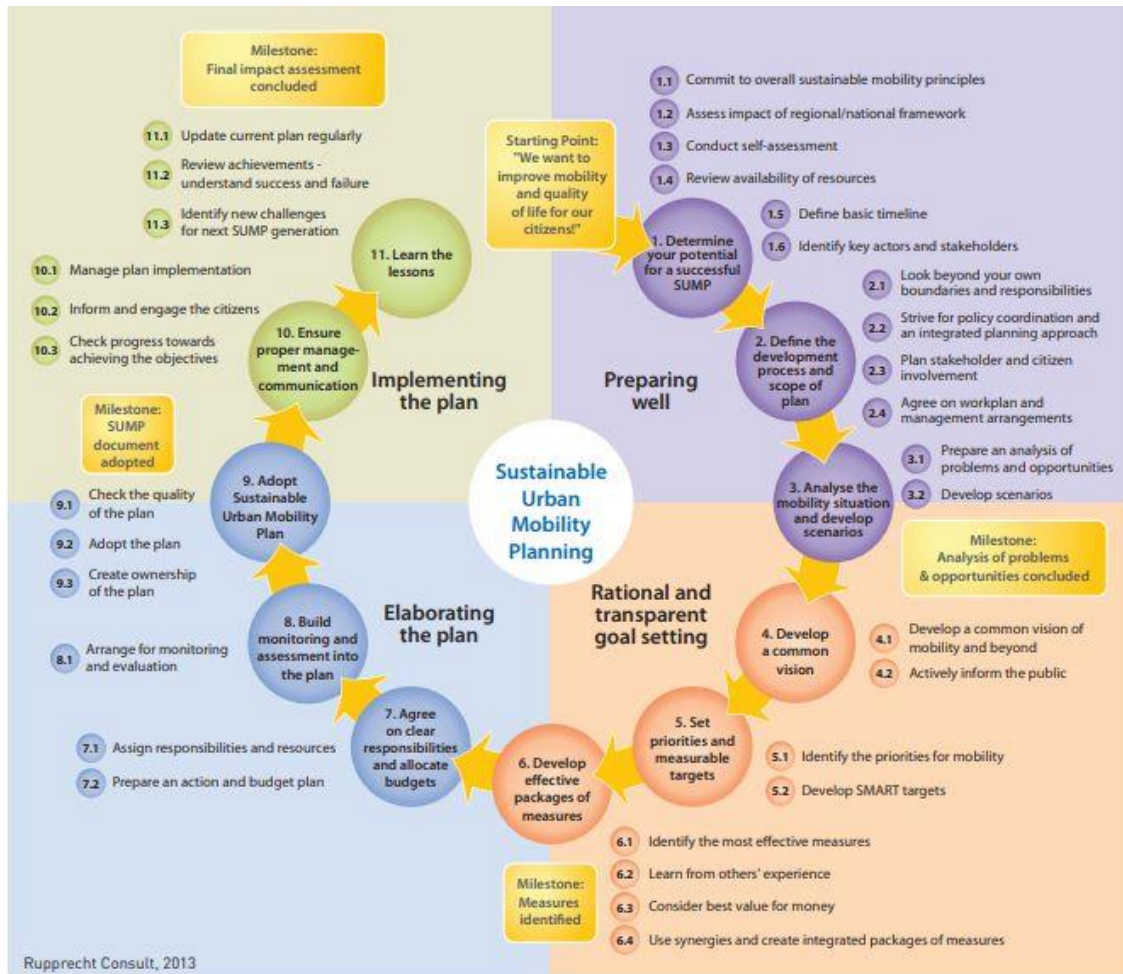 Milestone:
Final impact assessment
concluded
11.1 Update current plan regularly
11.2 Review achievements -
understand success and failure
11.3 Identify new challenges
for next SUMP generation
10.1 Manage plan implementation
10.2 Inform and engage the citizens
10.3 Check progress towards
achieving the objectives
11. Learn the
lessons
10. Ensure
proper manage-
ment and
communication
Implementing
the plan
Starting Point:
"We want to
improve mobility
and quality
of life for our
citizens!"
1.1 Commit to overall sustainable mobility principles
1.2 Assess impact of regional/national framework
1.3 Conduct self-assessment
1.4 Review availability of resources
1.5 Define basic timeline
1.6 Identify key actors and stakeholders
1. Determine
your potential
for a successful
SUMP
2.1 Look beyond your own
boundaries and responsibilities
2.2 Strive for policy coordination and
an integrated planning approach
2.3 Plan stakeholder and citizen
involvement
2.4 Agree on workplan and
management arrangements
2. Define the
development
process and
scope of
plan
Preparing
well
3.1 Prepare an analysis of
problems and opportunities
3.2 Develop scenarios
3. Analyse the
mobility situation
and develop
scenarios
Milestone:
Analysis of problems
& opportunities concluded
Sustainable
Urban
Mobility
Planning
Rational and
transparent
goal setting
4. Develop
a common
vision
4.1 Develop a common vision of
mobility and beyond
4.2 Actively inform the public
5. Set
priorities and
measurable
targets
5.1 Identify the priorities for mobility
5.2 Develop SMART targets
6. Develop
effective
packages of
measures
6.1 Identify the most effective measures
6.2 Learn from others' experience
6.3 Consider best value for money
6.4 Use synergies and create integrated packages of measures
Milestone:
Measures
identified
Milestone:
SUMP
document
adopted
9. Adopt
Sustainable
Urban Mobility
Plan
9.1 Check the quality
of the plan
9.2 Adopt the plan
9.3 Create ownership
of the plan
Elaborating
the plan
8. Build
monitoring and
assessment into
the plan
8.1 Arrange for monitoring
and evaluation
7. Agree
on clear
responsibilities
and allocate
budgets
7.1 Assign responsibilities and resources
7.2 Prepare an action and budget plan
Rupprecht Consult, 2013